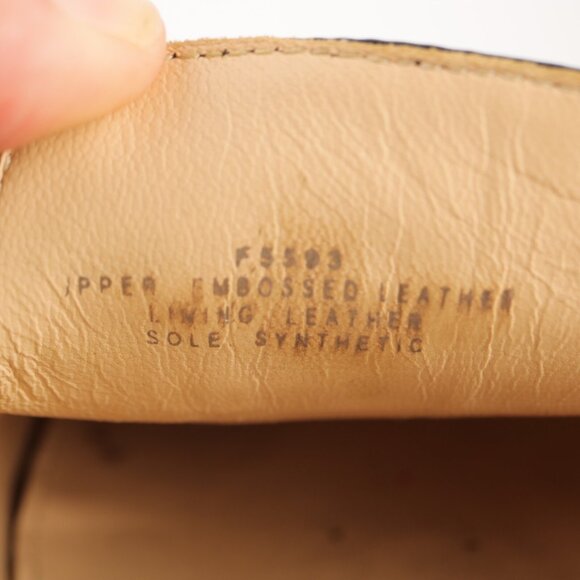 F5593
UPPER EMBOSSED LEATHER
LINING LEATHER
SOLE SYNTHETIC